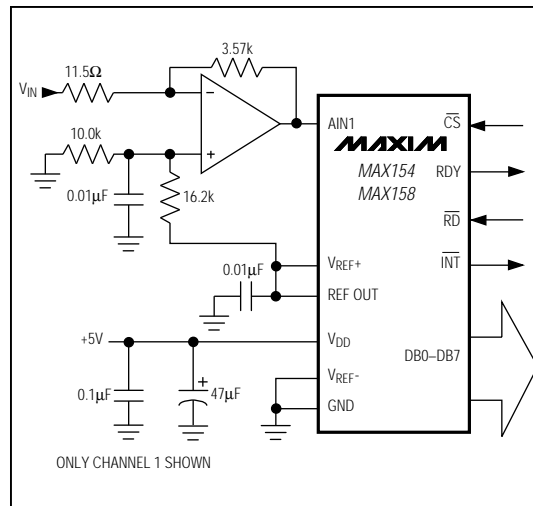 3.57k
11.5Ω
VIN
−
+
10.0k
0.01µF
16.2k
AIN1
MAXIM
MAX154
MAX158
CS
RDY
RD
INT
0.01µF
VREF+
REF OUT
+5V
VDD
DB0–DB7
VREF-
GND
0.1µF
+
47µF
ONLY CHANNEL 1 SHOWN